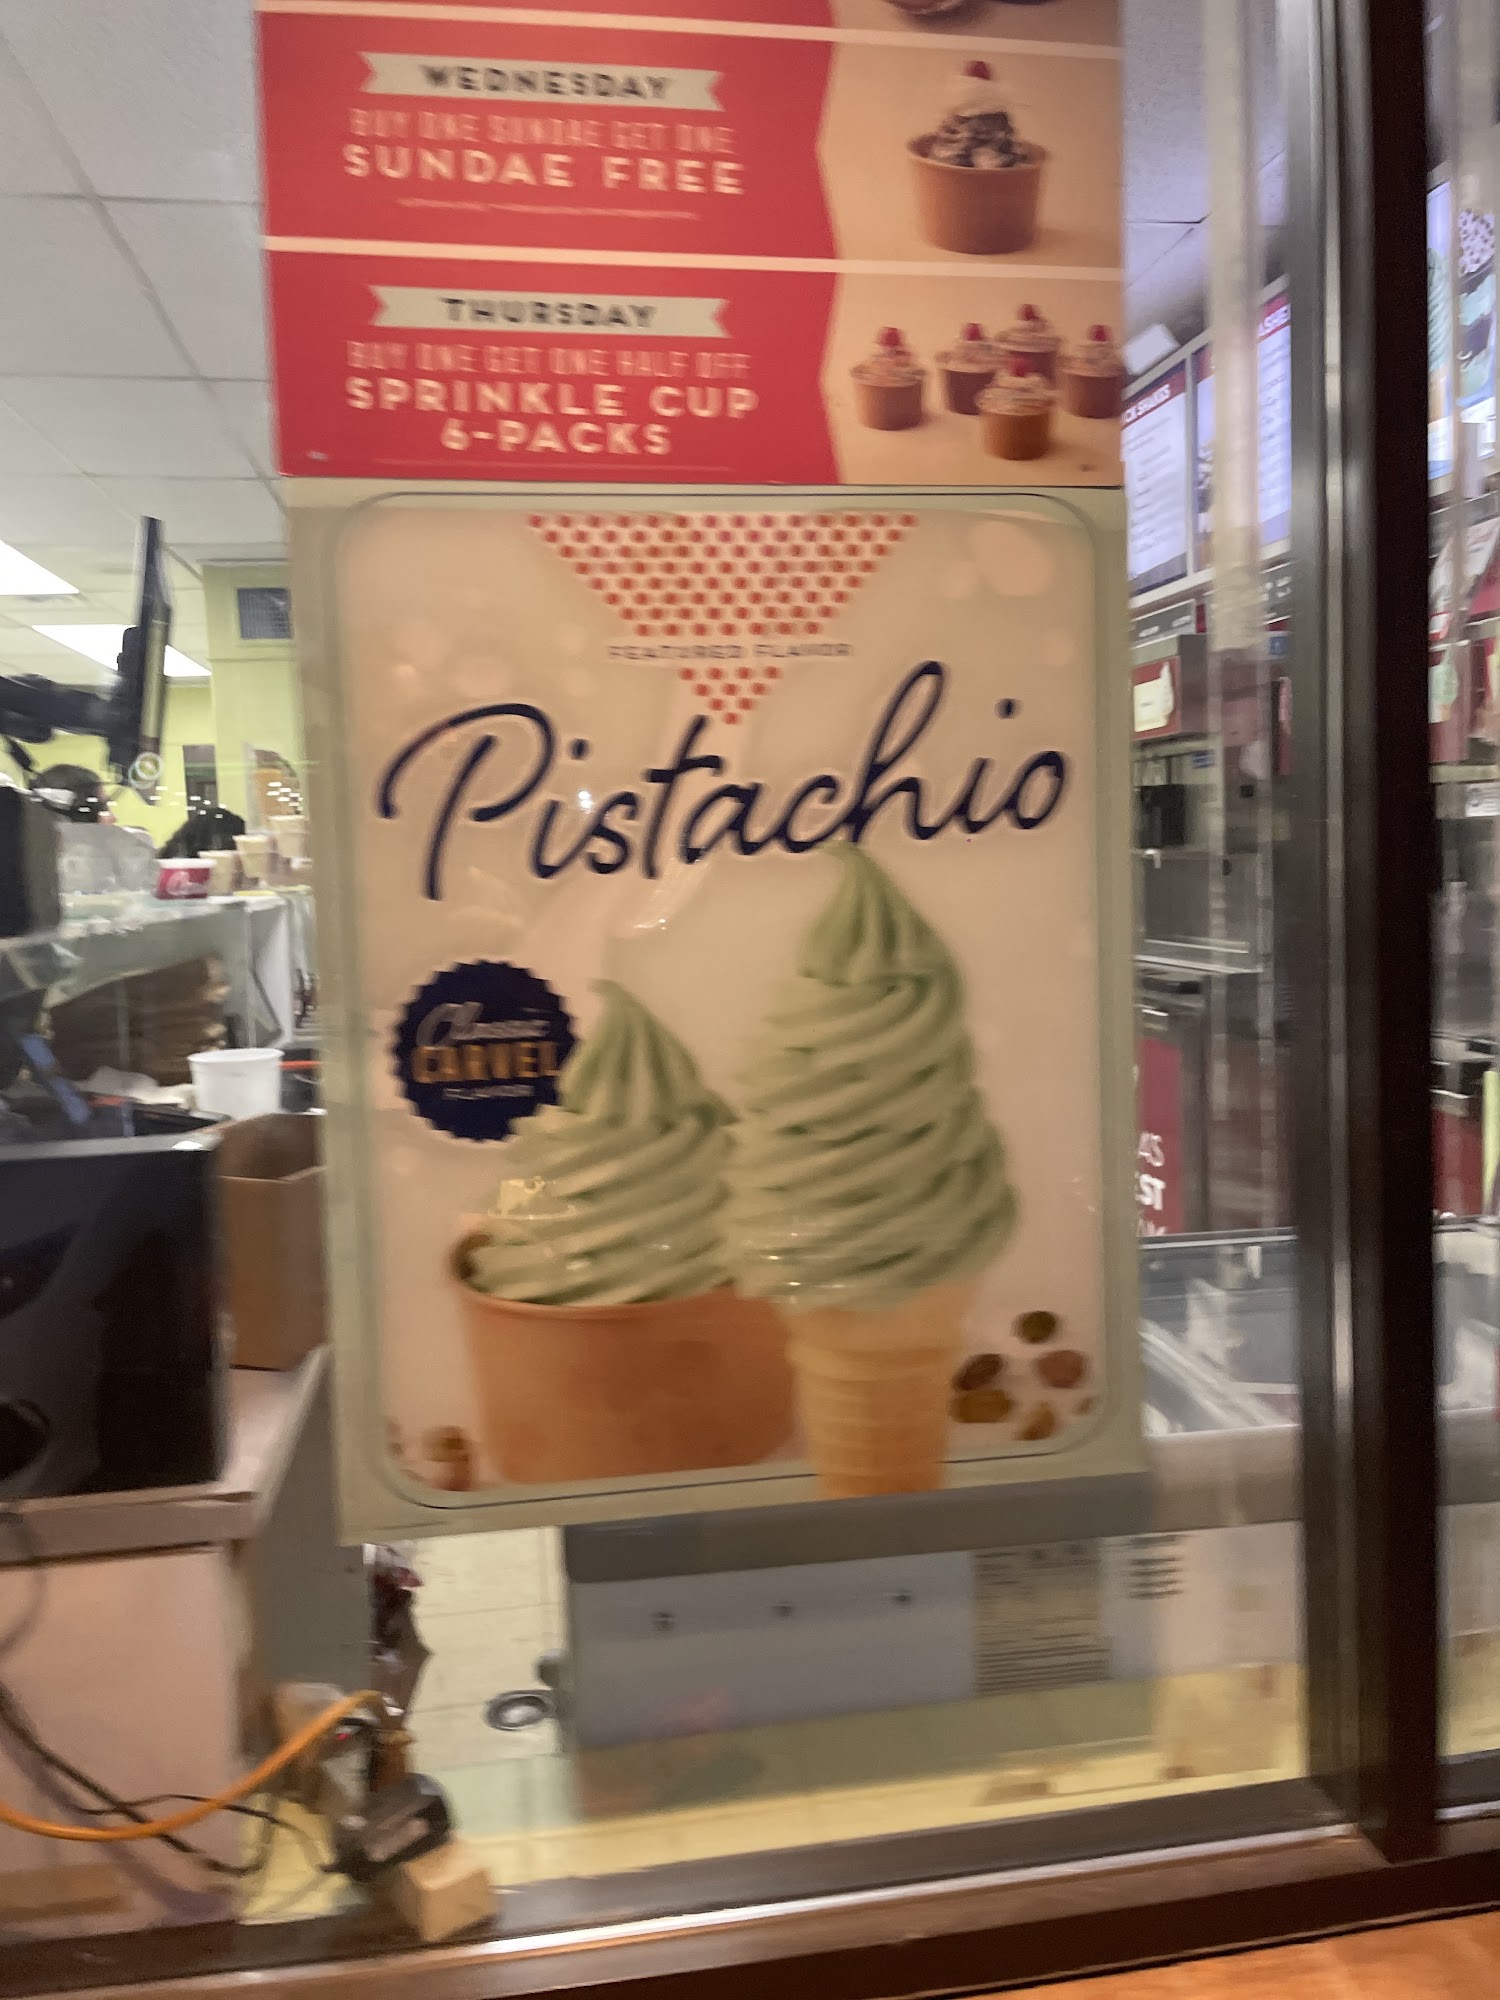 WEDNESDAY
BUY ONE SUNDAE GET ONE
SUNDAE FREE
THURSDAY
BUY ONE GET ONE HALF OFF
SPRINKLE CUP
6-PACKS
FEATURED FLAVOR
Pistachio
Classic
CARVEL
FLAVOR